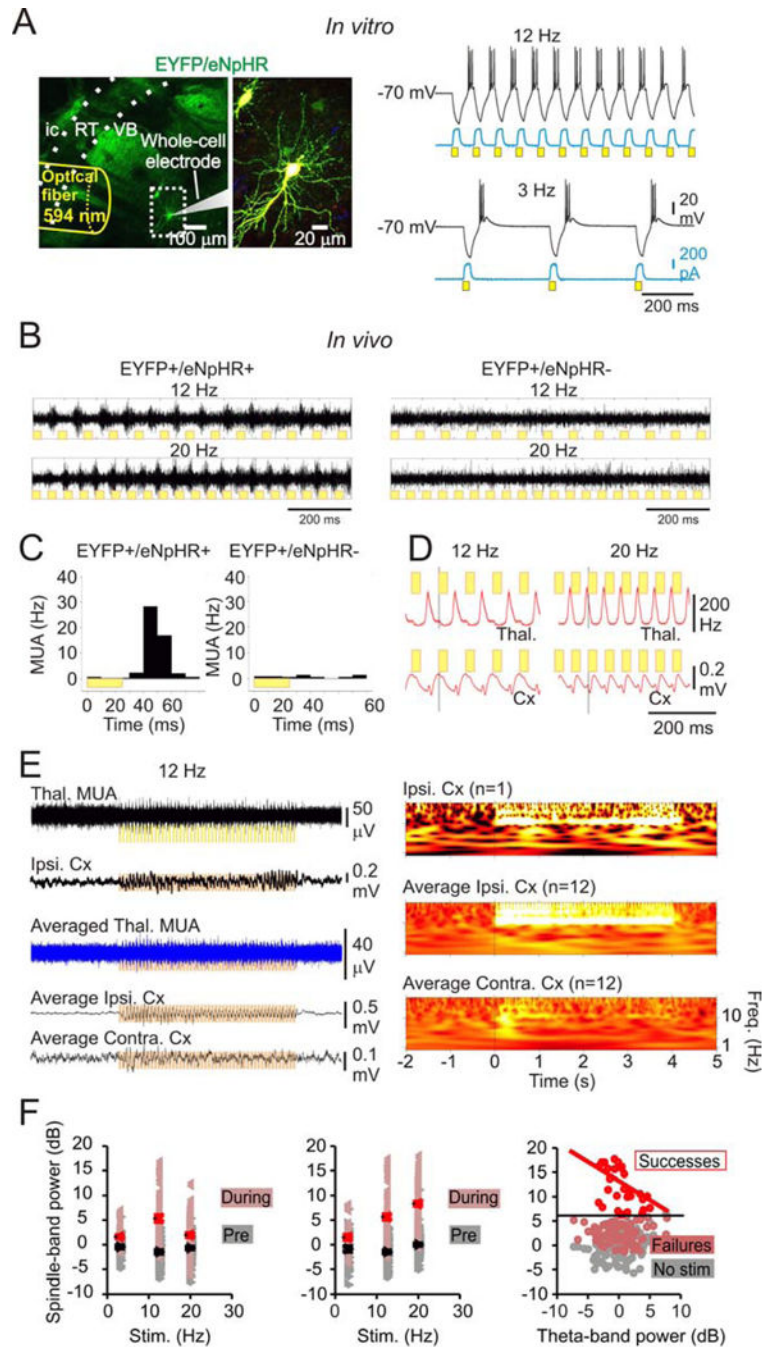 A
In vitro
EYFP/eNpHR
ic
RT
VB
Whole-cell
electrode
Optical
fiber
594 nm
100 µm
20 µm
12 Hz
-70 mV
3 Hz
-70 mV
20
mV
200
pA
200 ms
B
In vivo
EYFP+/eNpHR+
12 Hz
20 Hz
200 ms
EYFP+/eNpHR-
12 Hz
20 Hz
200 ms
C
EYFP+/eNpHR+
MUA (Hz)
40
30
20
10
0
0 20 40 60
Time (ms)
EYFP+/eNpHR-
MUA (Hz)
40
30
20
10
0
0 20 40 60
Time (ms)
D
12 Hz
20 Hz
Thal.
Thal.
200
Hz
Cx
Cx
0.2
mV
200 ms
E
12 Hz
Thal. MUA
50
µV
Ipsi. Cx
0.2
mV
Averaged Thal. MUA
40
µV
Average Ipsi. Cx
0.5
mV
Average Contra. Cx
0.1
mV
Ipsi. Cx (n=1)
Average Ipsi. Cx (n=12)
Average Contra. Cx (n=12)
10
1
Freq. (Hz)
-2 -1 0 1 2 3 4 5
Time (s)
F
Spindle-band power (dB)
20
15
10
5
0
-5
-10
0 10 20 30
Stim. (Hz)
During
Pre
20
15
10
5
0
-5
-10
0 10 20 30
Stim. (Hz)
During
Pre
20
15
10
5
0
-5
-10
-10 -5 0 5 10
Theta-band power (dB)
Successes
Failures
No stim